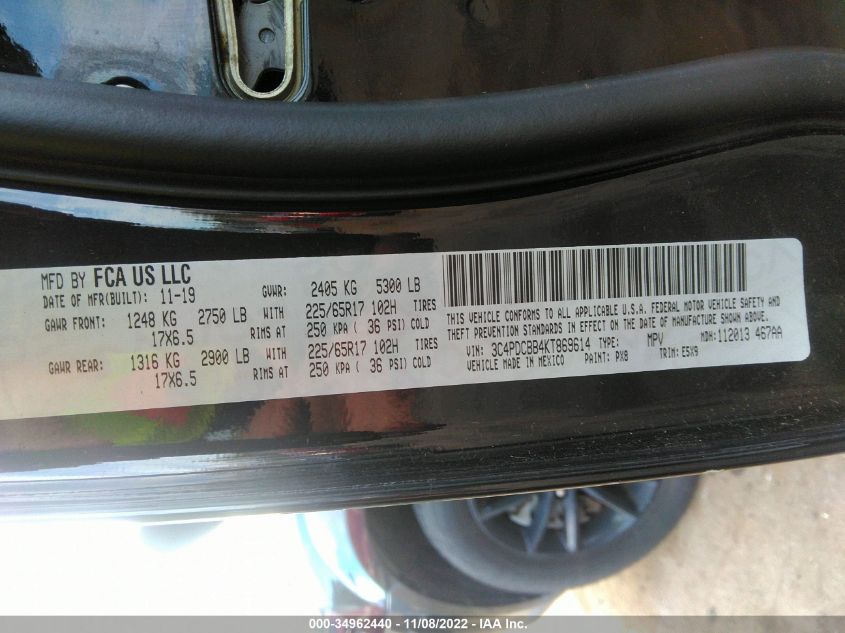 MFD BY FCA US LLC
DATE OF MFR(BUILT): 11-19 GVWR: 2405 KG 5300 LB
GAWR FRONT: 1248 KG 2750 LB WITH 225/65R17 102H TIRES
17X6.5 RIMS AT 250 KPA ( 36 PSI) COLD
GAWR REAR: 1316 KG 2900 LB WITH 225/65R17 102H TIRES
17X6.5 RIMS AT 250 KPA ( 36 PSI) COLD
THIS VEHICLE CONFORMS TO ALL APPLICABLE U.S.A. FEDERAL MOTOR VEHICLE SAFETY AND
THEFT PREVENTION STANDARDS IN EFFECT ON THE DATE OF MANUFACTURE SHOWN ABOVE.
VIN: 3C4PDCBB4KT869614 TYPE: MPV MDH: 112013 467AA
VEHICLE MADE IN MEXICO PAINT: PX8 TRIM: E5X9
000-34962440 - 11/08/2022 - IAA Inc.